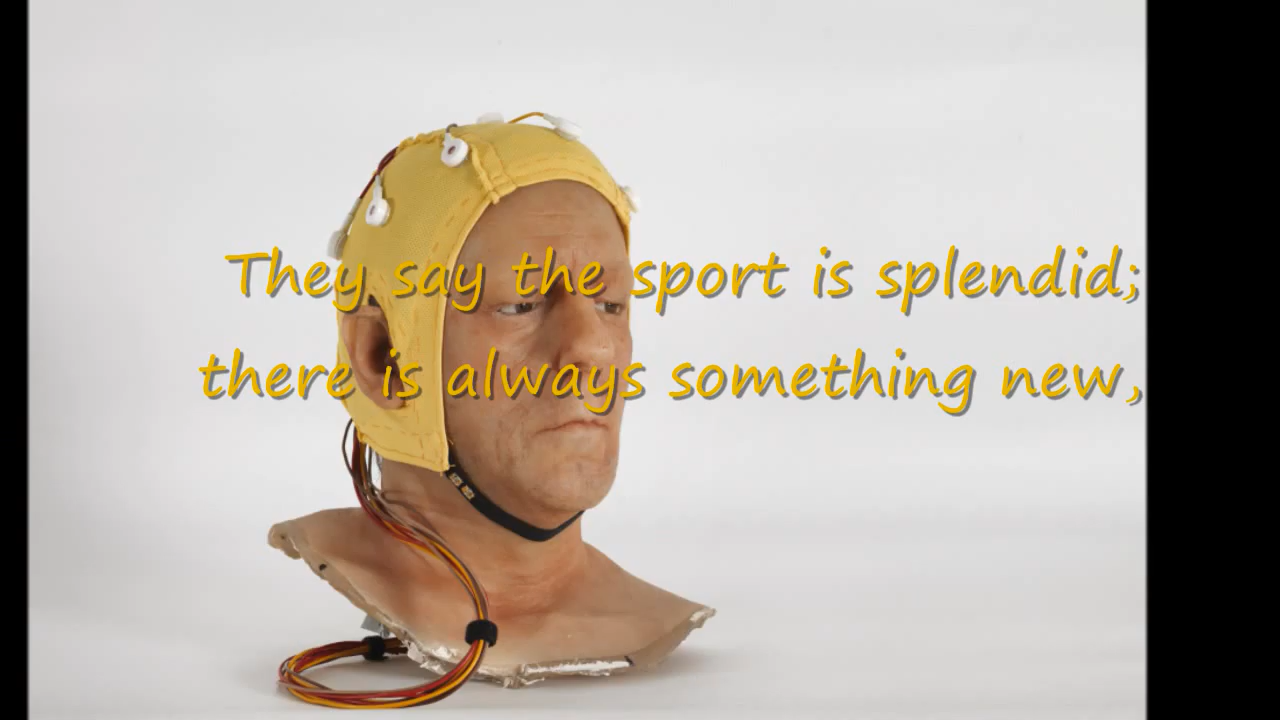 They say the sport is splendid;
there is always something new,